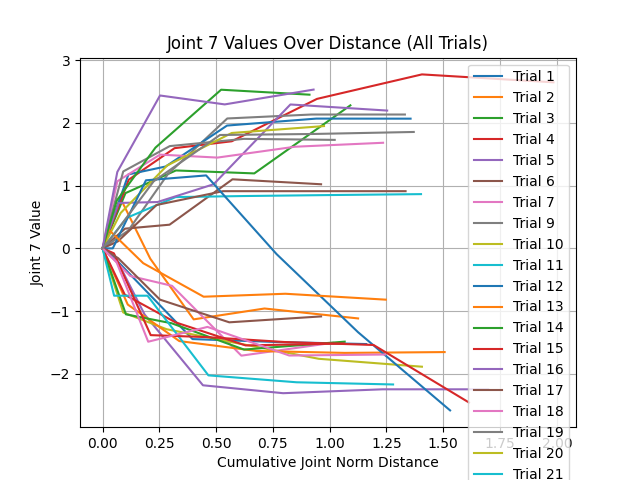 Joint 7 Values Over Distance (All Trials)
3
2
1
0
−1
−2
Joint 7 Value
0.00 0.25 0.50 0.75 1.00 1.25 1.50 1.75 2.00
Cumulative Joint Norm Distance
Trial 1
Trial 2
Trial 3
Trial 4
Trial 5
Trial 6
Trial 7
Trial 9
Trial 10
Trial 11
Trial 12
Trial 13
Trial 14
Trial 15
Trial 16
Trial 17
Trial 18
Trial 19
Trial 20
Trial 21